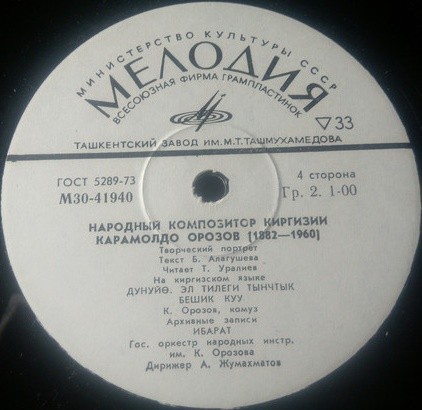 МИНИСТЕРСТВО КУЛЬТУРЫ СССР
МЕЛОДИЯ
ВСЕСОЮЗНАЯ ФИРМА ГРАМПЛАСТИНОК
▽33
ТАШКЕНТСКИЙ ЗАВОД ИМ. М.Т. ТАШМУХАМЕДОВА
ГОСТ 5289-73
4 сторона
М30-41940
Гр. 2. 1-00
НАРОДНЫЙ КОМПОЗИТОР КИРГИЗИИ
КАРАМОЛДО ОРОЗОВ (1882—1960)
Творческий портрет
Текст Б. Алагушева
Читает Т. Уралиев
На киргизском языке
ДУНУЙӨ. ЭЛ ТИЛЕГИ ТЫНЧТЫК
БЕШИК КУУ
К. Орозов, комуз
Архивные записи
ИБАРАТ
Гос. оркестр народных инстр.
им. К. Орозова
Дирижер А. Жумахматов